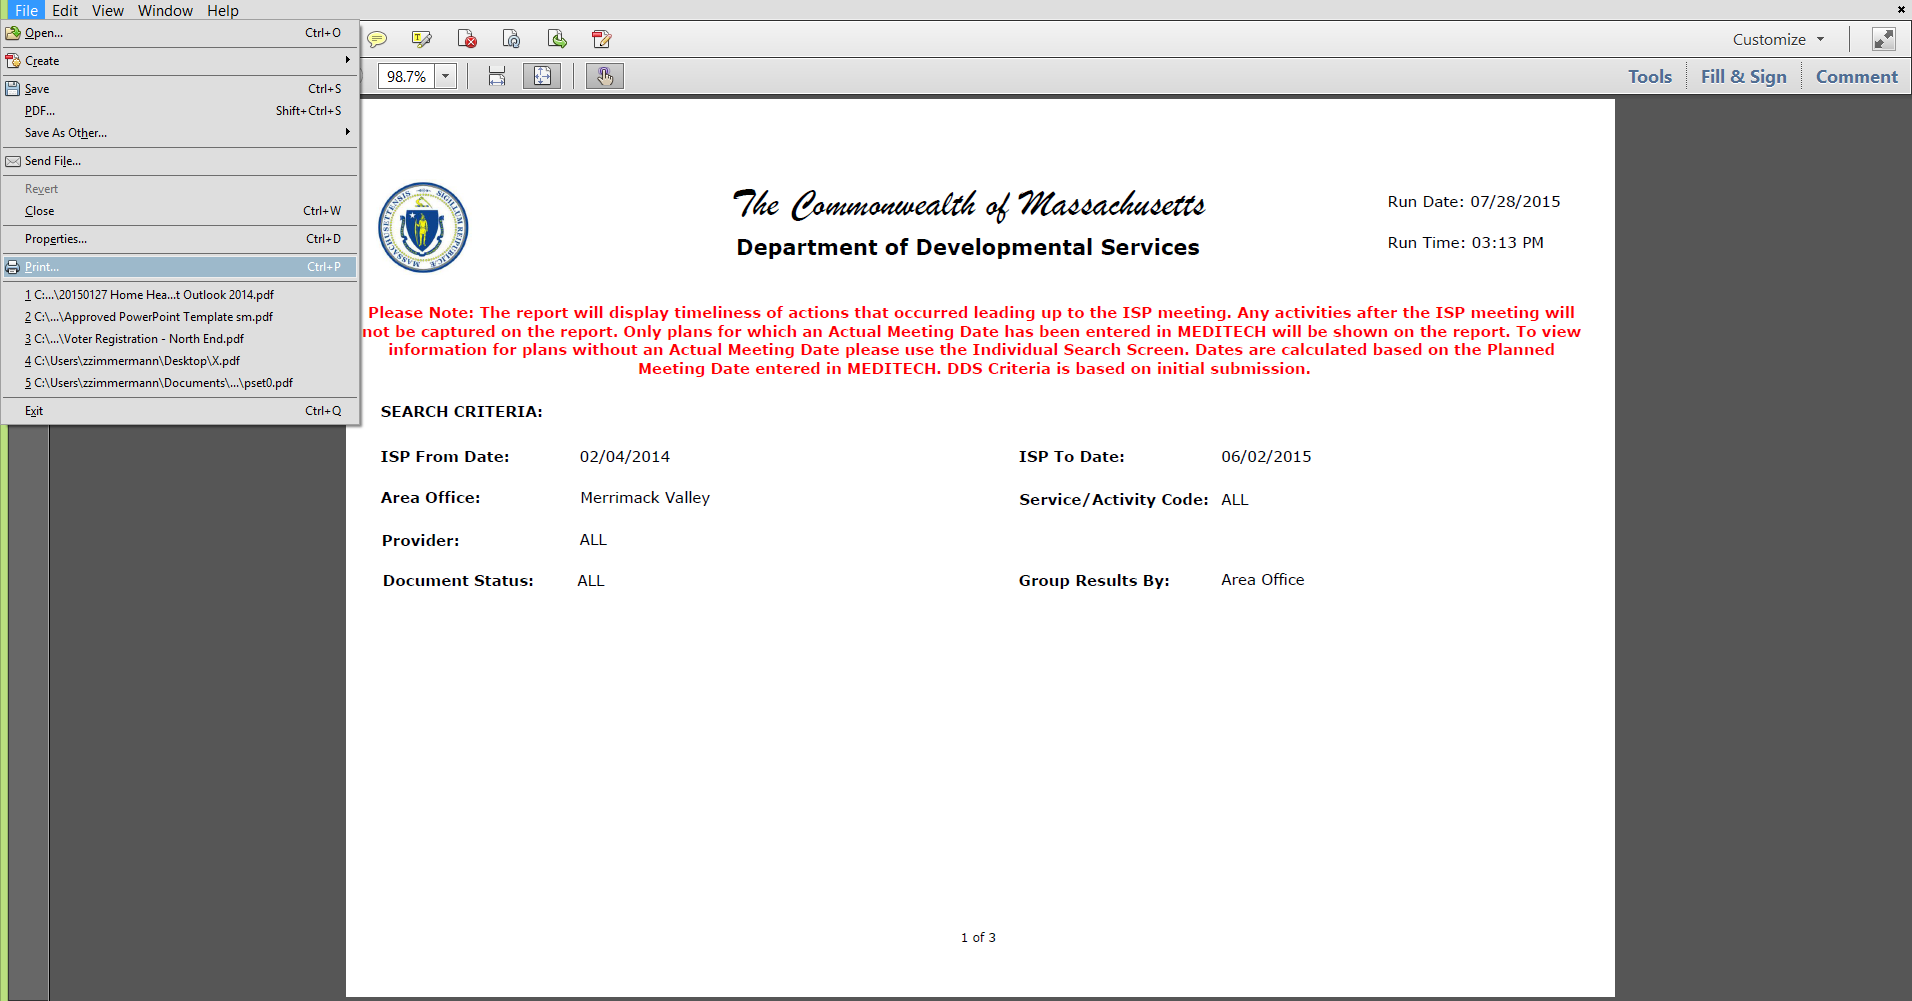 File Edit View Window Help
Open... Ctrl+O
Create
Save Ctrl+S
PDF... Shift+Ctrl+S
Save As Other...
Send File...
Revert
Close Ctrl+W
Properties... Ctrl+D
Print... Ctrl+P
1 C:...\20150127 Home Hea...t Outlook 2014.pdf
2 C:\...\Approved PowerPoint Template sm.pdf
3 C:\...\Voter Registration - North End.pdf
4 C:\Users\zzimmermann\Desktop\X.pdf
5 C:\Users\zzimmermann\Documents\...\pset0.pdf
Exit Ctrl+Q
Customize
98.7%
Tools Fill & Sign Comment
The Commonwealth of Massachusetts
Department of Developmental Services
Run Date: 07/28/2015
Run Time: 03:13 PM
Please Note: The report will display timeliness of actions that occurred leading up to the ISP meeting. Any activities after the ISP meeting will
not be captured on the report. Only plans for which an Actual Meeting Date has been entered in MEDITECH will be shown on the report. To view
information for plans without an Actual Meeting Date please use the Individual Search Screen. Dates are calculated based on the Planned
Meeting Date entered in MEDITECH. DDS Criteria is based on initial submission.
SEARCH CRITERIA:
ISP From Date: 02/04/2014 ISP To Date: 06/02/2015
Area Office: Merrimack Valley Service/Activity Code: ALL
Provider: ALL
Document Status: ALL Group Results By: Area Office
1 of 3